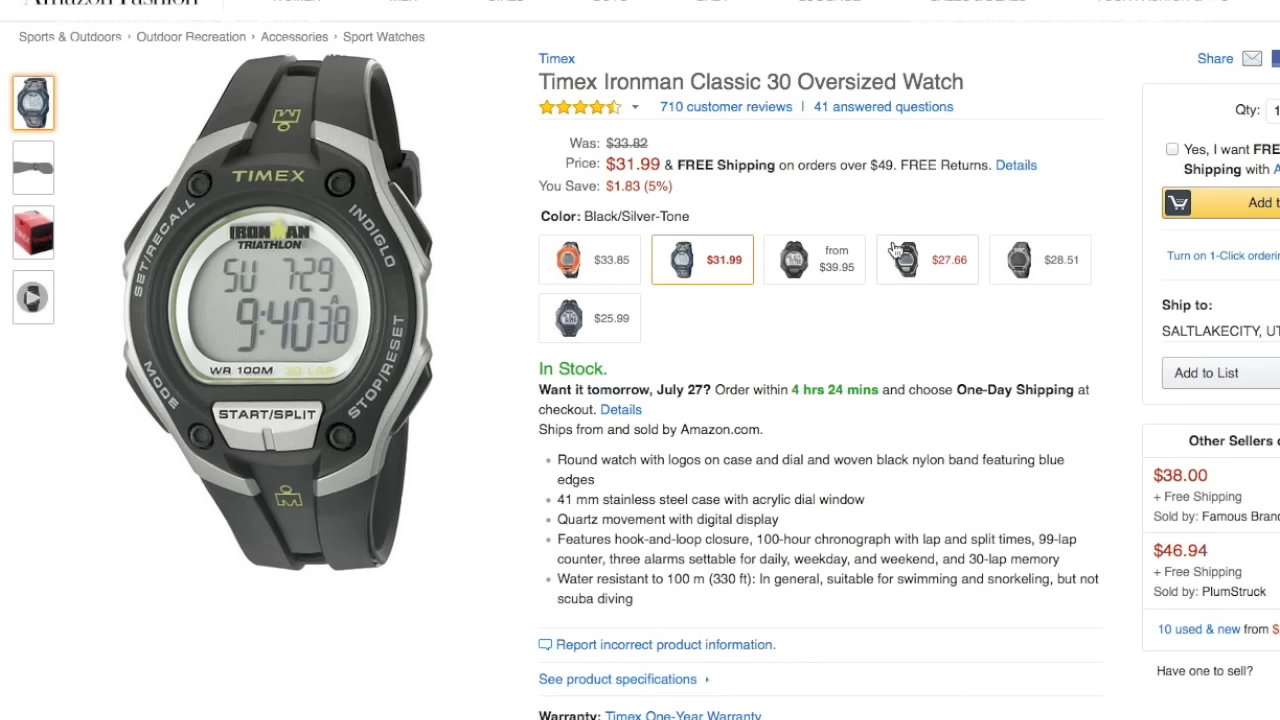 Sports & Outdoors › Outdoor Recreation › Accessories › Sport Watches
Timex
Timex Ironman Classic 30 Oversized Watch
710 customer reviews | 41 answered questions
Was: $33.82
Price: $31.99 & FREE Shipping on orders over $49. FREE Returns. Details
You Save: $1.83 (5%)
Color: Black/Silver-Tone
$33.85
$31.99
from
$39.95
$27.66
$28.51
$25.99
In Stock.
Want it tomorrow, July 27? Order within 4 hrs 24 mins and choose One-Day Shipping at
checkout. Details
Ships from and sold by Amazon.com.
Round watch with logos on case and dial and woven black nylon band featuring blue
edges
41 mm stainless steel case with acrylic dial window
Quartz movement with digital display
Features hook-and-loop closure, 100-hour chronograph with lap and split times, 99-lap
counter, three alarms settable for daily, weekday, and weekend, and 30-lap memory
Water resistant to 100 m (330 ft): In general, suitable for swimming and snorkeling, but not
scuba diving
Report incorrect product information.
See product specifications ›
Warranty: Timex One-Year Warranty
TIMEX
SET/RECALL
INDIGLO
IRONMAN
TRIATHLON
SU 7-29
A
9:40 38
WR 100M 30 LAP
MODE
STOP/RESET
START/SPLIT
Share
Qty: 1
Yes, I want FRE
Shipping with A
Add t
Turn on 1-Click orderin
Ship to:
SALTLAKECITY, UT
Add to List
Other Sellers o
$38.00
+ Free Shipping
Sold by: Famous Bran
$46.94
+ Free Shipping
Sold by: PlumStruck
10 used & new from $
Have one to sell?